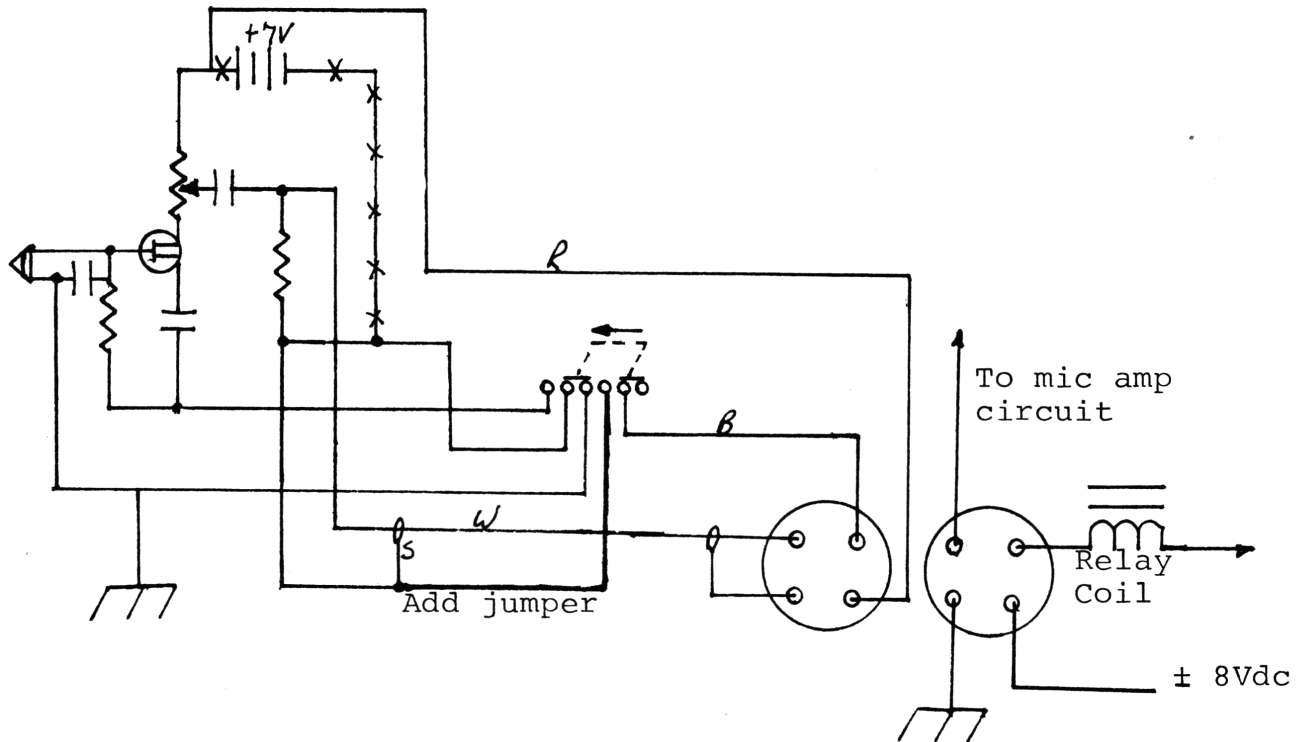 +7V
R
To mic amp
circuit
B
W
S
Add jumper
Relay
Coil
± 8Vdc